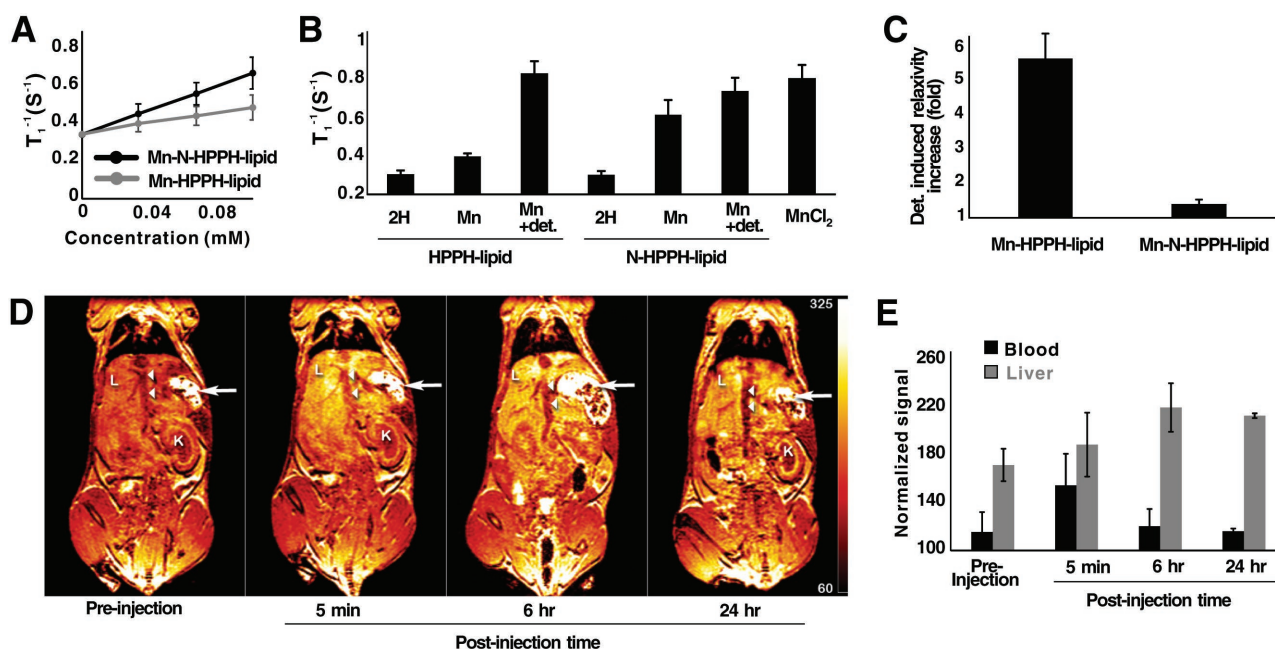 A
0.8
0.6
0.4
0.2
0
T₁⁻¹(S⁻¹)
Mn-N-HPPH-lipid
Mn-HPPH-lipid
0 0.04 0.08
Concentration (mM)
B
1
0.8
0.6
0.4
0.2
T₁⁻¹(S⁻¹)
2H Mn Mn +det. 2H Mn Mn +det. MnCl₂
HPPH-lipid N-HPPH-lipid
C
6
5
4
3
2
1
Det. induced relaxivity
increase (fold)
Mn-HPPH-lipid Mn-N-HPPH-lipid
D
L K L K L L K
325
60
Pre-injection 5 min 6 hr 24 hr
Post-injection time
E
Blood
Liver
260
220
180
140
100
Normalized signal
Pre-
Injection
5 min 6 hr 24 hr
Post-injection time